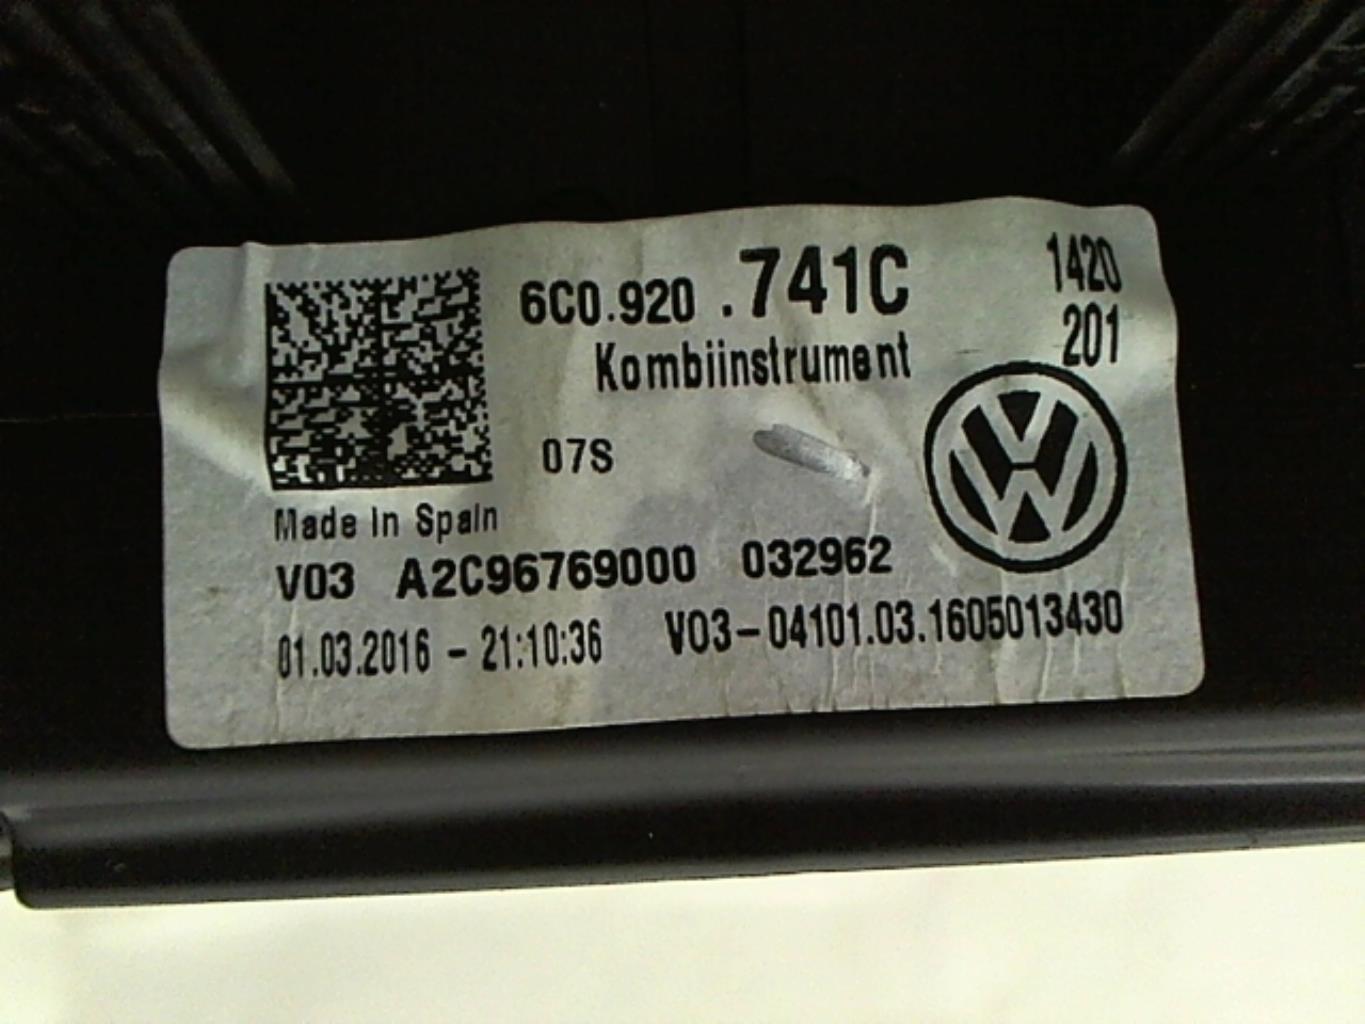 6C0.920 .741C 1420
Kombiinstrument 201
07S
Made in Spain
V03 A2C96769000 032962
01.03.2016 - 21:10:36 V03-04101.03.1605013430